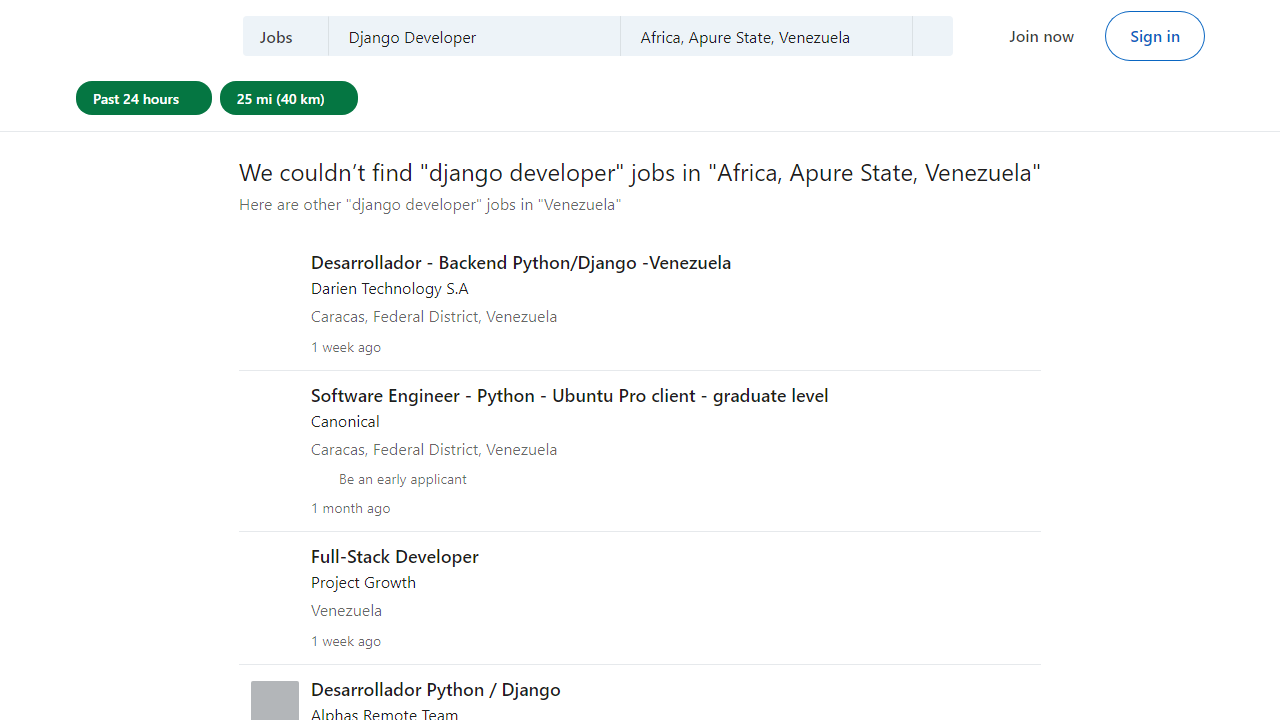 Jobs
Django Developer
Africa, Apure State, Venezuela
Join now
Sign in
Past 24 hours
25 mi (40 km)
We couldn’t find "django developer" jobs in "Africa, Apure State, Venezuela"
Here are other "django developer" jobs in "Venezuela"
Desarrollador - Backend Python/Django -Venezuela
Darien Technology S.A
Caracas, Federal District, Venezuela
1 week ago
Software Engineer - Python - Ubuntu Pro client - graduate level
Canonical
Caracas, Federal District, Venezuela
Be an early applicant
1 month ago
Full-Stack Developer
Project Growth
Venezuela
1 week ago
Desarrollador Python / Django
Alphas Remote Team